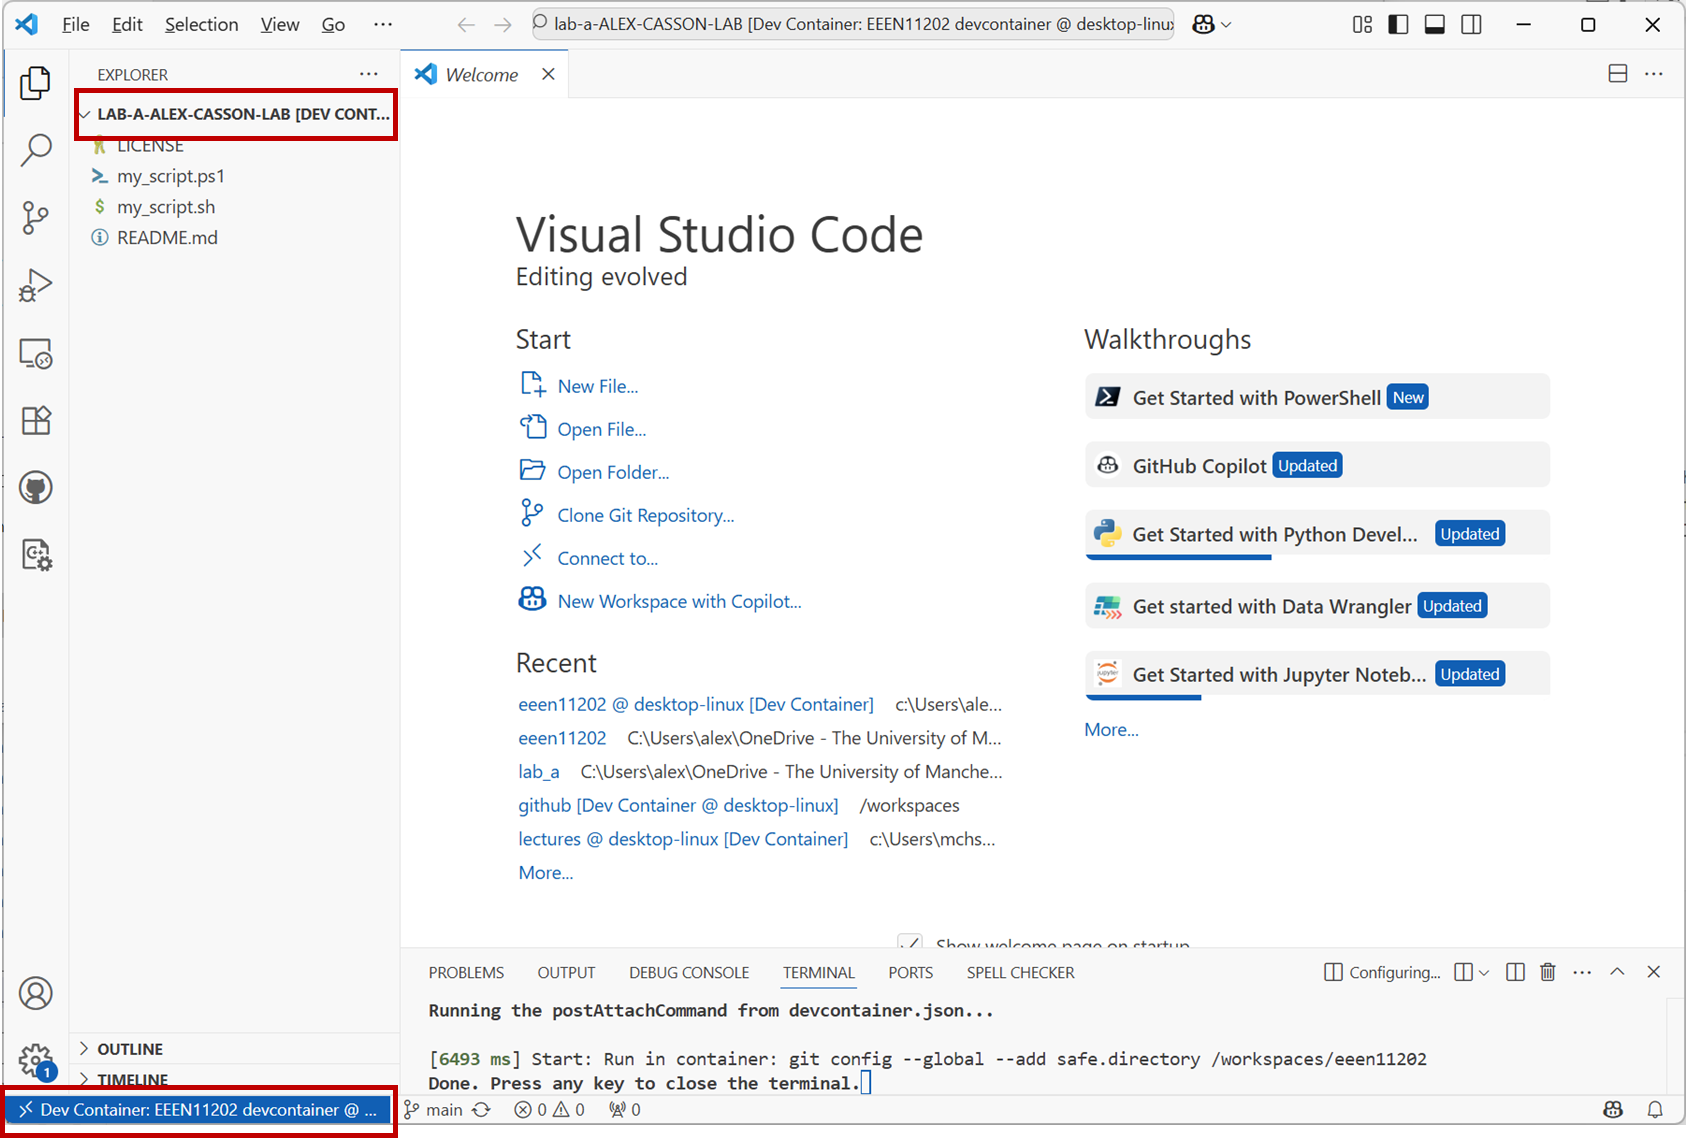 File Edit Selection View Go ...
lab-a-ALEX-CASSON-LAB [Dev Container: EEEN11202 devcontainer @ desktop-linux
EXPLORER ...
Welcome
LAB-A-ALEX-CASSON-LAB [DEV CONT...
LICENSE
my_script.ps1
my_script.sh
README.md
Visual Studio Code
Editing evolved
Start
New File...
Open File...
Open Folder...
Clone Git Repository...
Connect to...
New Workspace with Copilot...
Recent
eeen11202 @ desktop-linux [Dev Container] c:\Users\ale...
eeen11202 C:\Users\alex\OneDrive - The University of M...
lab_a C:\Users\alex\OneDrive - The University of Manche...
github [Dev Container @ desktop-linux] /workspaces
lectures @ desktop-linux [Dev Container] c:\Users\mchs...
More...
Walkthroughs
Get Started with PowerShell New
GitHub Copilot Updated
Get Started with Python Devel... Updated
Get started with Data Wrangler Updated
Get Started with Jupyter Noteb... Updated
More...
Show welcome page on startup
PROBLEMS OUTPUT DEBUG CONSOLE TERMINAL PORTS SPELL CHECKER Configuring... ...
Running the postAttachCommand from devcontainer.json...
[6493 ms] Start: Run in container: git config --global --add safe.directory /workspaces/eeen11202
Done. Press any key to close the terminal.
OUTLINE
TIMELINE
1
Dev Container: EEEN11202 devcontainer @ ... main 0 0 0